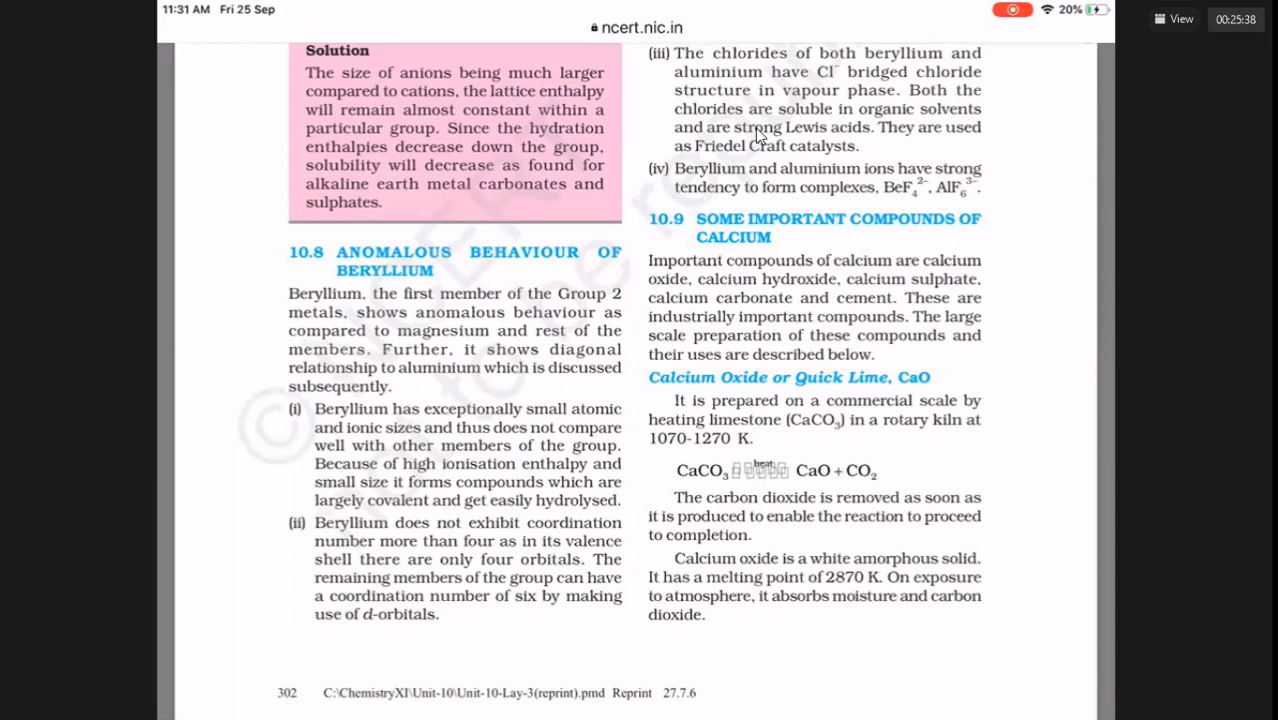 11:31 AM Fri 25 Sep
20%
ncert.nic.in
View
00:25:38
Solution
The size of anions being much larger
compared to cations, the lattice enthalpy
will remain almost constant within a
particular group. Since the hydration
enthalpies decrease down the group,
solubility will decrease as found for
alkaline earth metal carbonates and
sulphates.
10.8 ANOMALOUS BEHAVIOUR OF
BERYLLIUM
Beryllium, the first member of the Group 2
metals, shows anomalous behaviour as
compared to magnesium and rest of the
members. Further, it shows diagonal
relationship to aluminium which is discussed
subsequently.
(i) Beryllium has exceptionally small atomic
and ionic sizes and thus does not compare
well with other members of the group.
Because of high ionisation enthalpy and
small size it forms compounds which are
largely covalent and get easily hydrolysed.
(ii) Beryllium does not exhibit coordination
number more than four as in its valence
shell there are only four orbitals. The
remaining members of the group can have
a coordination number of six by making
use of d-orbitals.
(iii) The chlorides of both beryllium and
aluminium have Cl⁻ bridged chloride
structure in vapour phase. Both the
chlorides are soluble in organic solvents
and are strong Lewis acids. They are used
as Friedel Craft catalysts.
(iv) Beryllium and aluminium ions have strong
tendency to form complexes, BeF₄²⁻, AlF₆³⁻.
10.9 SOME IMPORTANT COMPOUNDS OF
CALCIUM
Important compounds of calcium are calcium
oxide, calcium hydroxide, calcium sulphate,
calcium carbonate and cement. These are
industrially important compounds. The large
scale preparation of these compounds and
their uses are described below.
Calcium Oxide or Quick Lime, CaO
It is prepared on a commercial scale by
heating limestone (CaCO₃) in a rotary kiln at
1070-1270 K.
CaCO₃ heat CaO + CO₂
The carbon dioxide is removed as soon as
it is produced to enable the reaction to proceed
to completion.
Calcium oxide is a white amorphous solid.
It has a melting point of 2870 K. On exposure
to atmosphere, it absorbs moisture and carbon
dioxide.
302 C:\ChemistryXI\Unit-10\Unit-10-Lay-3(reprint).pmd Reprint 27.7.6